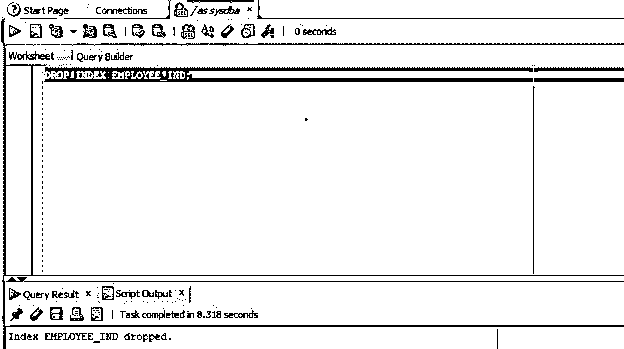 Start Page Connections / as sysdba
0 seconds
Worksheet Query Builder
DROP INDEX EMPLOYEE_IND;
Query Result Script Output
Task completed in 8.318 seconds
Index EMPLOYEE_IND dropped.